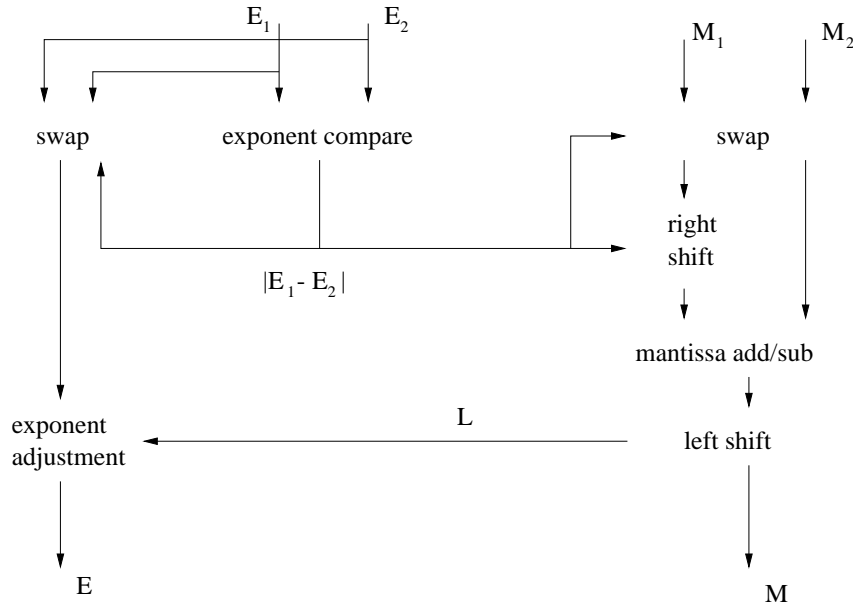 E₁ E₂
M₁ M₂
swap exponent compare swap
right
shift
|E₁- E₂|
mantissa add/sub
L
exponent
adjustment
left shift
E
M